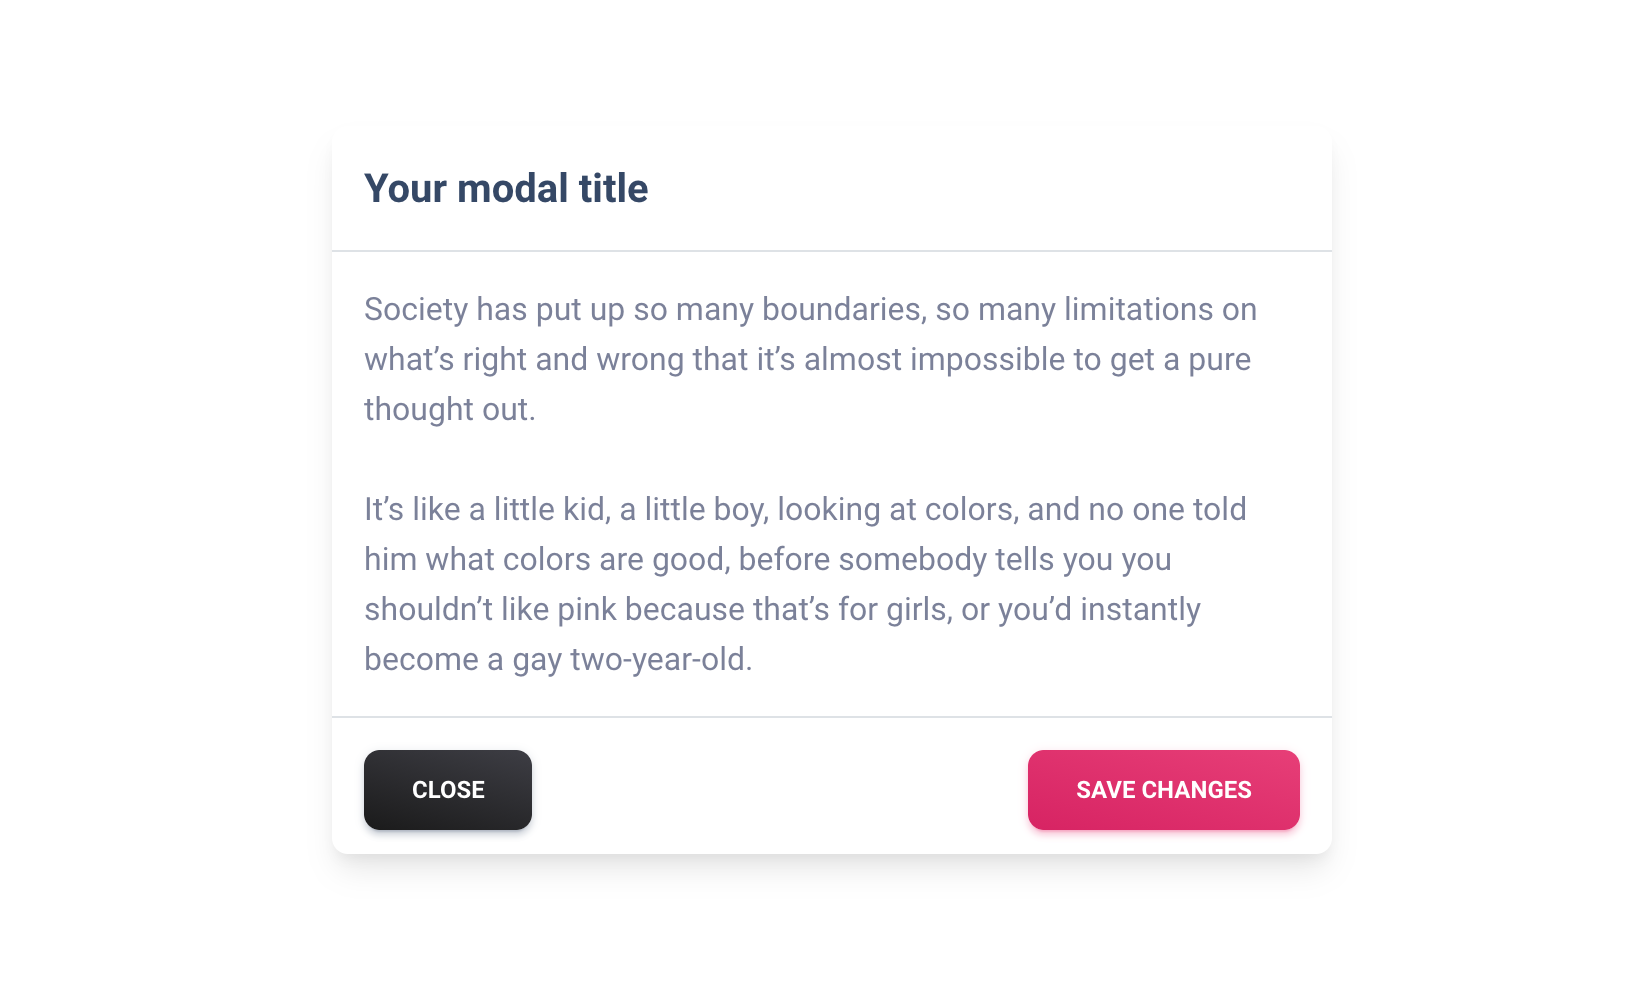 Your modal title
Society has put up so many boundaries, so many limitations on
what’s right and wrong that it’s almost impossible to get a pure
thought out.
It’s like a little kid, a little boy, looking at colors, and no one told
him what colors are good, before somebody tells you you
shouldn’t like pink because that’s for girls, or you’d instantly
become a gay two-year-old.
CLOSE
SAVE CHANGES